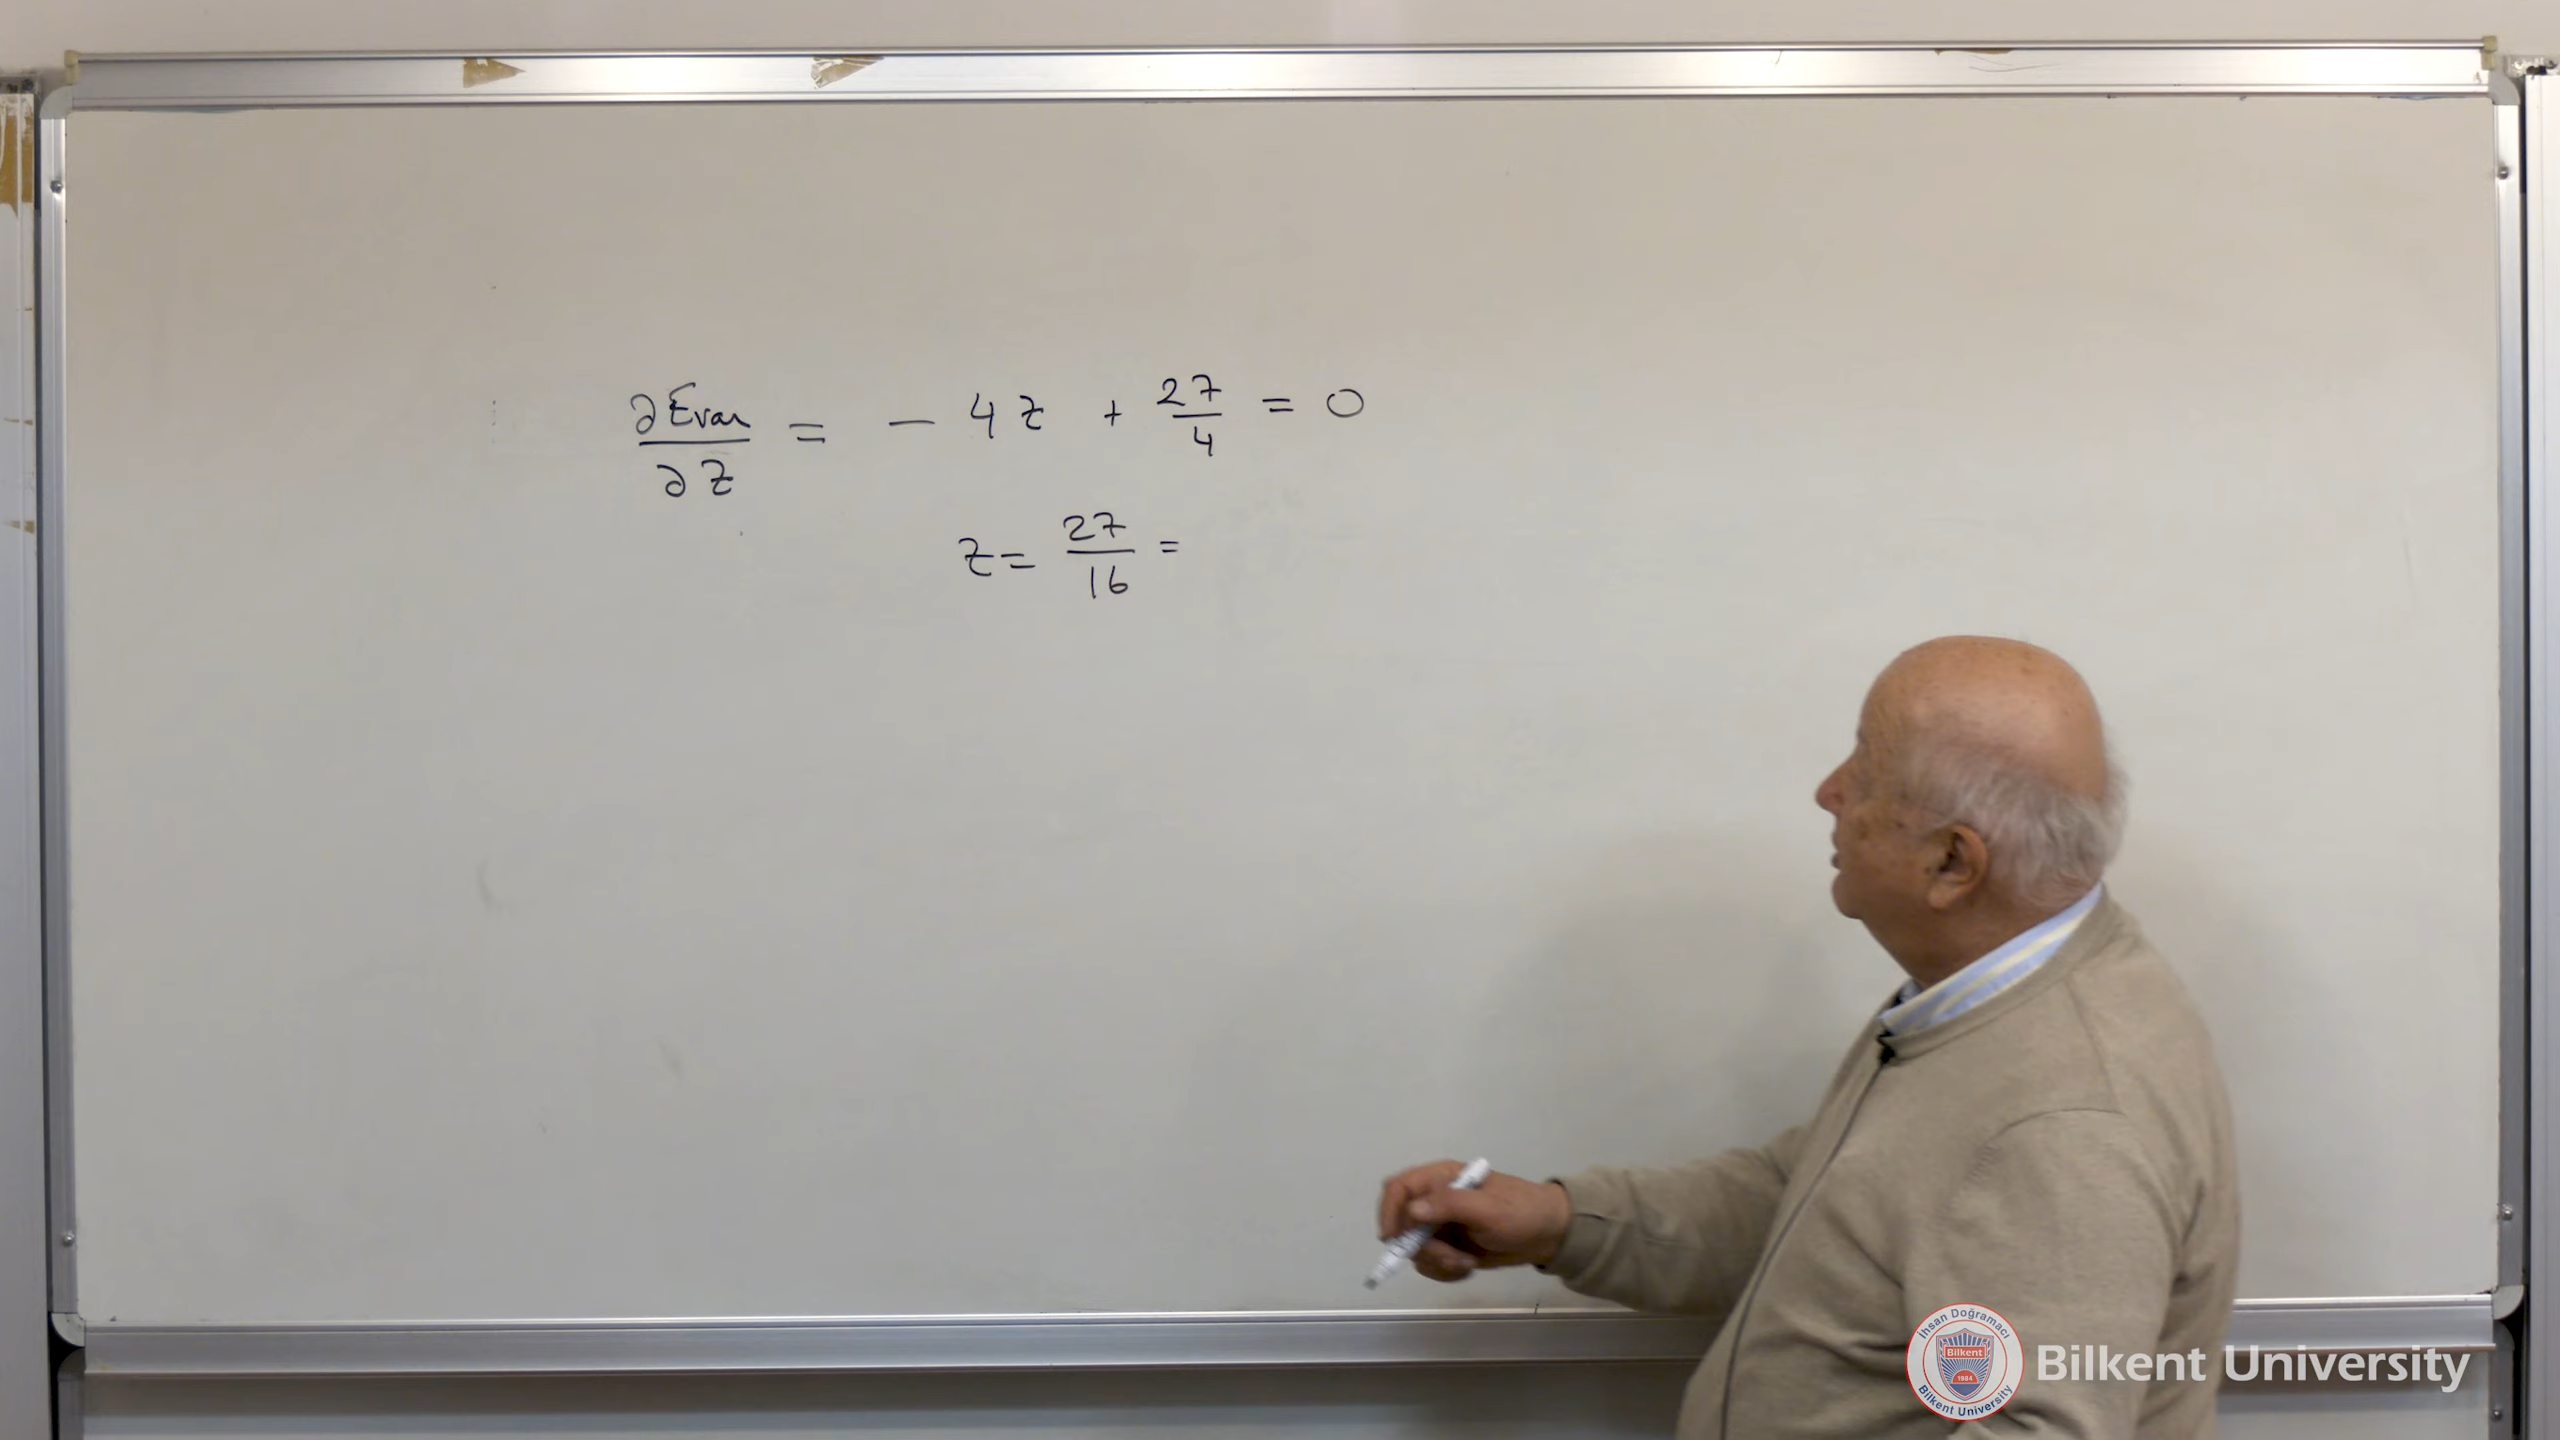 ∂Evar/∂Z = - 4Z + 27/4 = 0
Z = 27/16 =
İhsan Doğramacı
Bilkent
1984
Bilkent University
Bilkent University